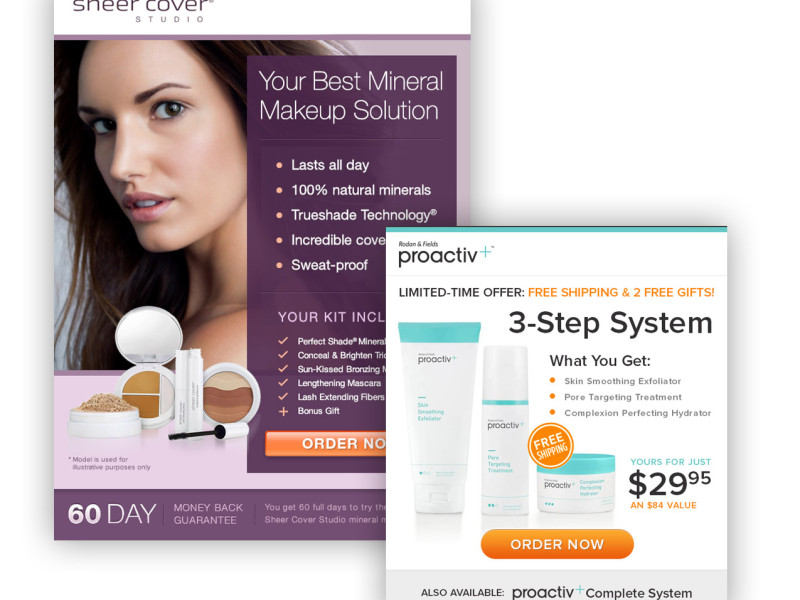 sheer cover®
STUDIO
Your Best Mineral
Makeup Solution
Lasts all day
100% natural minerals
Trueshade Technology®
Incredible cove
Sweat-proof
YOUR KIT INCL
Perfect Shade® Mineral
Conceal & Brighten Trio
Sun-Kissed Bronzing M
Lengthening Mascara
Lash Extending Fibers
Bonus Gift
ORDER NO
* Model is used for
illustrative purposes only
60 DAY
MONEY BACK
GUARANTEE
You get 60 full days to try the
Sheer Cover Studio mineral m
Rodan & Fields
proactiv+™
LIMITED-TIME OFFER: FREE SHIPPING & 2 FREE GIFTS!
3-Step System
What You Get:
Skin Smoothing Exfoliator
Pore Targeting Treatment
Complexion Perfecting Hydrator
proactiv+
Skin
Smoothing
Exfoliator
proactiv+
Pore
Targeting
Treatment
FREE
SHIPPING
proactiv+
Complexion
Perfecting
Hydrator
YOURS FOR JUST
$29.95
AN $84 VALUE
ORDER NOW
ALSO AVAILABLE: proactiv+ Complete System